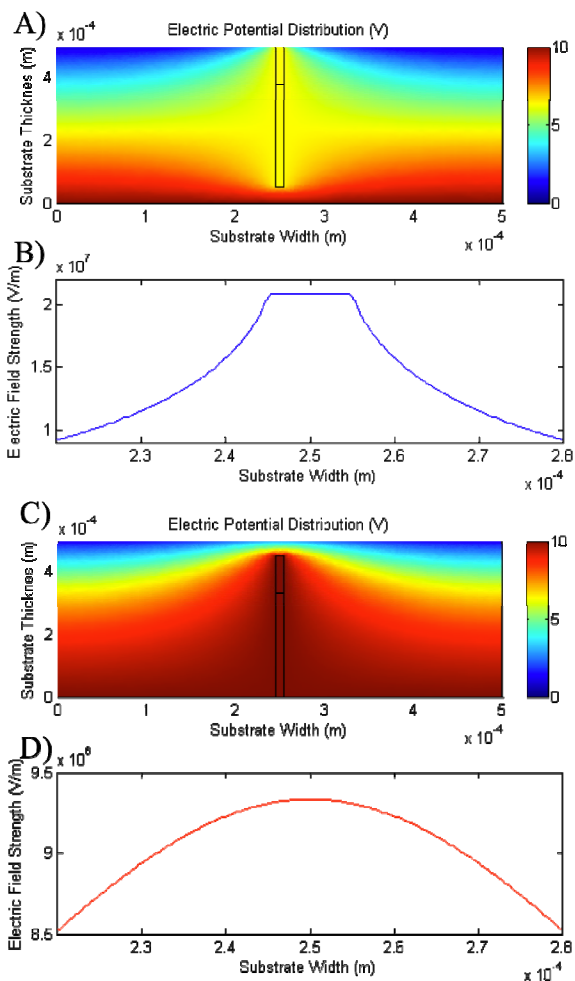 A)
x 10⁻⁴
Electric Potential Distribution (V)
Substrate Thicknes (m)
4
2
0
10
5
0
0
1
2
3
4
5
Substrate Width (m)
x 10⁻⁴
B)
x 10⁷
Electric Field Strength (V/m)
2
1.5
1
2.3
2.4
2.5
2.6
2.7
2.8
Substrate Width (m)
x 10⁻⁴
C)
x 10⁻⁴
Electric Potential Distribution (V)
Substrate Thicknes (m)
4
2
0
10
5
0
0
1
2
3
4
5
Substrate Width (m)
x 10⁻⁴
D)
x 10⁶
Electric Field Strength (V/m)
9.5
9
8.5
2.3
2.4
2.5
2.6
2.7
2.8
Substrate Width (m)
x 10⁻⁴